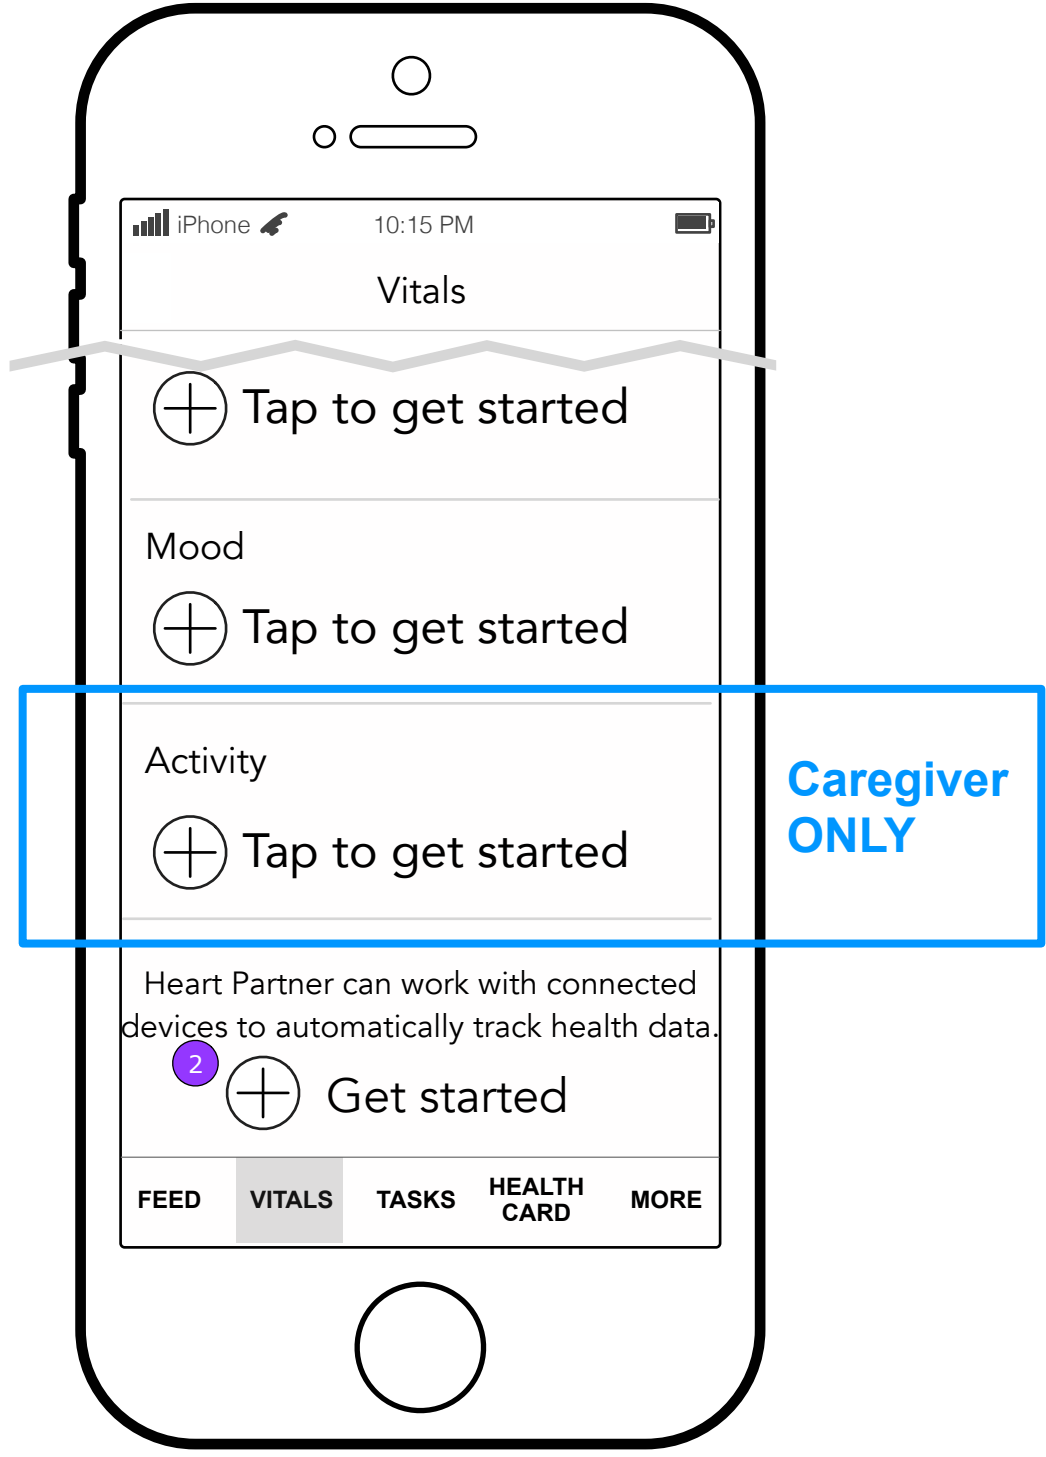 iPhone 10:15 PM
Vitals
Tap to get started
Mood
Tap to get started
Activity
Tap to get started
Caregiver
ONLY
Heart Partner can work with connected
devices to automatically track health data.
2
Get started
FEED VITALS TASKS HEALTH CARD MORE